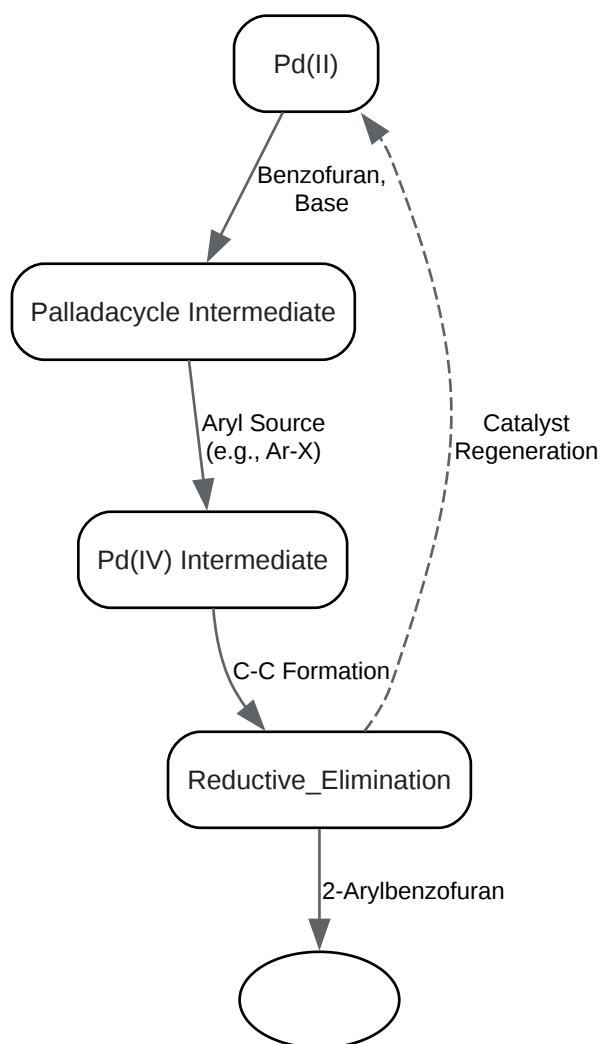 Pd(II)
Benzofuran,
Base
Palladacycle Intermediate
Aryl Source
(e.g., Ar-X)
Catalyst
Regeneration
Pd(IV) Intermediate
C-C Formation
Reductive_Elimination
2-Arylbenzofuran